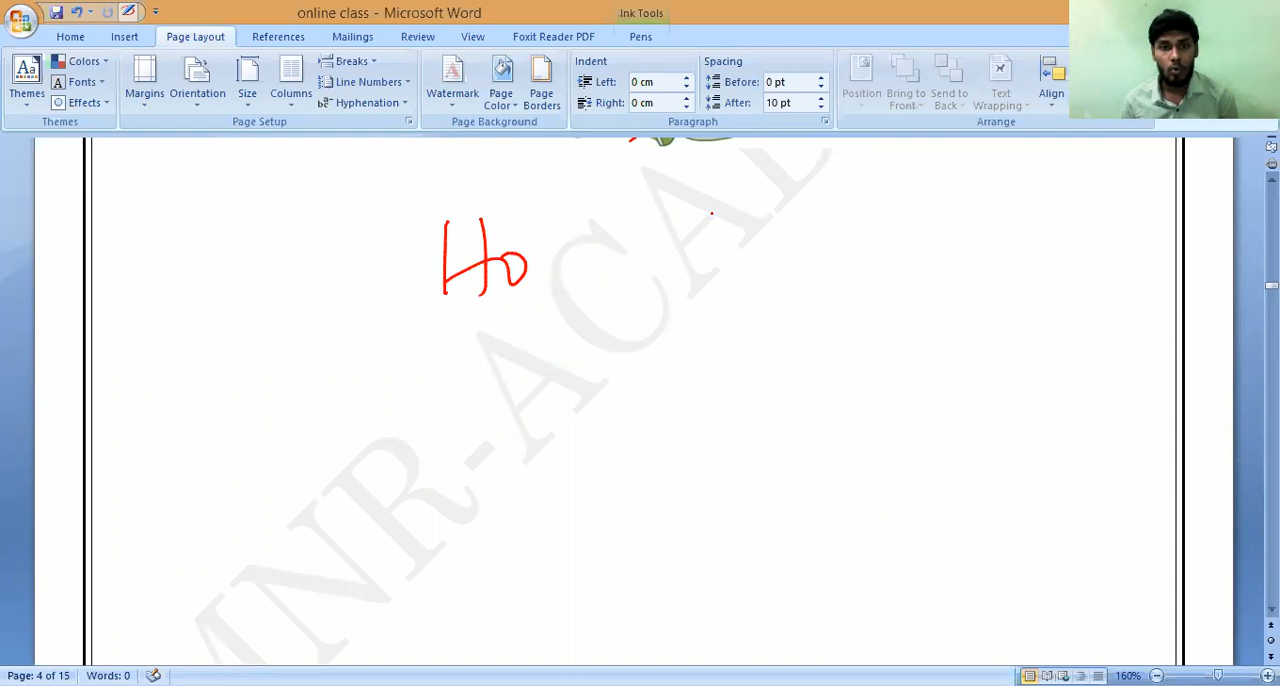 online class - Microsoft Word
Ink Tools
Home Insert Page Layout References Mailings Review View Foxit Reader PDF Pens
Themes
Colors
Fonts
Effects
Themes
Margins
Orientation
Size
Columns
Breaks
Line Numbers
Hyphenation
Page Setup
Watermark
Page Color
Page Borders
Page Background
Indent
Left: 0 cm
Right: 0 cm
Spacing
Before: 0 pt
After: 10 pt
Paragraph
Position
Bring to Front
Send to Back
Text Wrapping
Align
Arrange
Ho
MNR-ACAD
Page: 4 of 15 Words: 0
160%